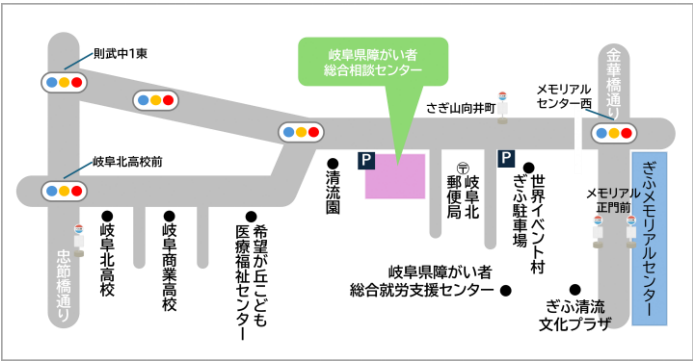 則武中1東
岐阜県障がい者
総合相談センター
金華橋通り
メモリアル
センター西
さぎ山向井町
岐阜北高校前
P
P
清流園
〒
岐阜北
郵便局
世界イベント村
ぎふ駐車場
メモリアル
正門前
ぎふメモリアルセンター
忠節橋通り
岐阜北高校
岐阜商業高校
希望が丘こども
医療福祉センター
岐阜県障がい者
総合就労支援センター
ぎふ清流
文化プラザ